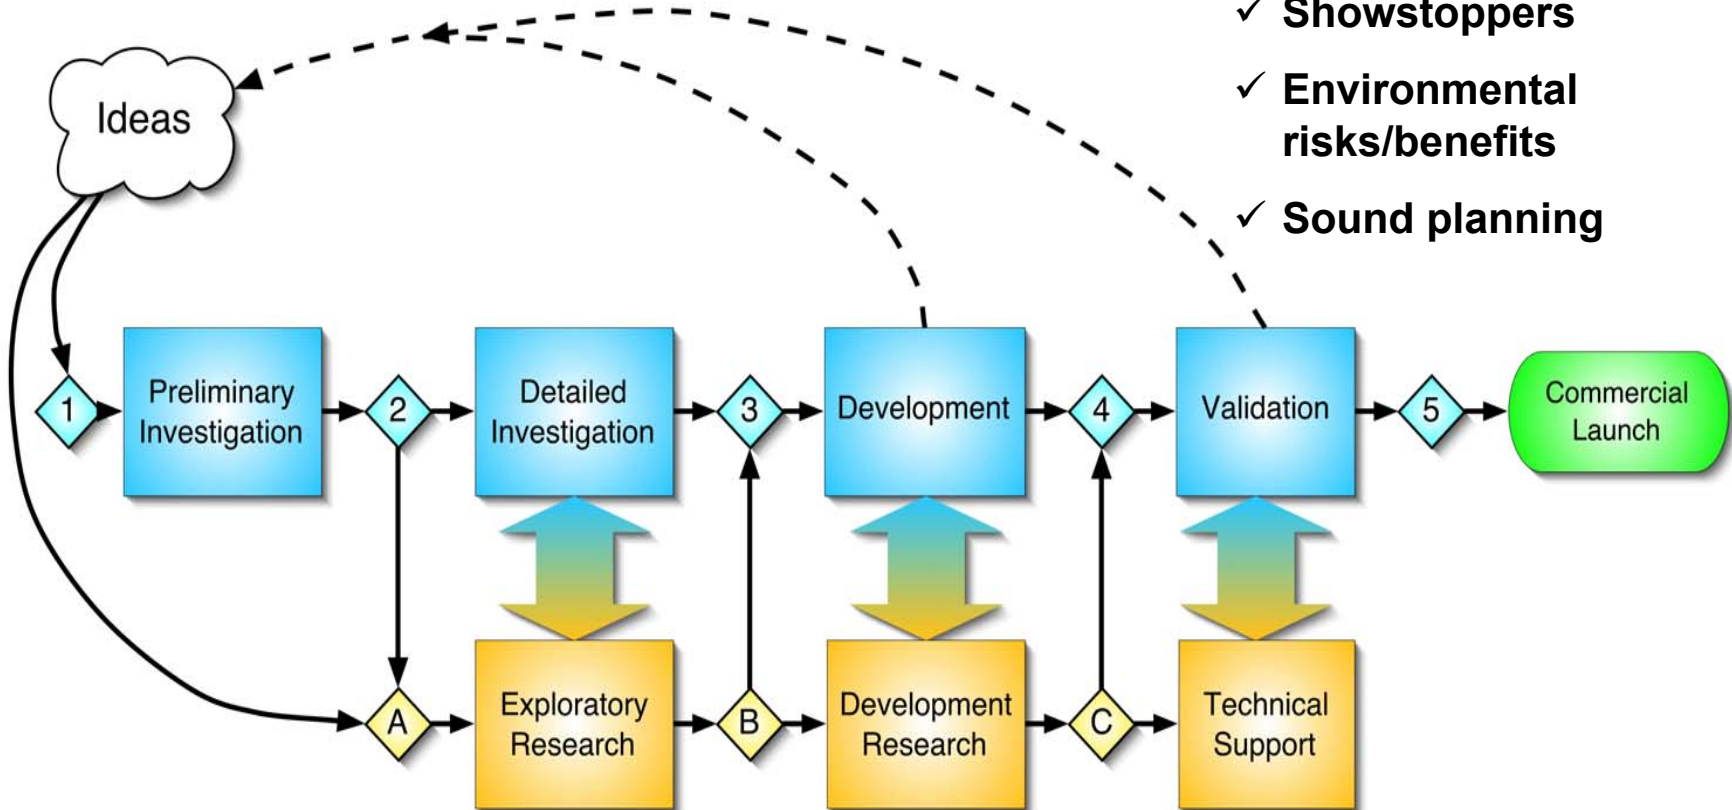 ✓ Showstoppers
✓ Environmental
risks/benefits
✓ Sound planning
Ideas
1
Preliminary
Investigation
2
Detailed
Investigation
3
Development
4
Validation
5
Commercial
Launch
A
Exploratory
Research
B
Development
Research
C
Technical
Support